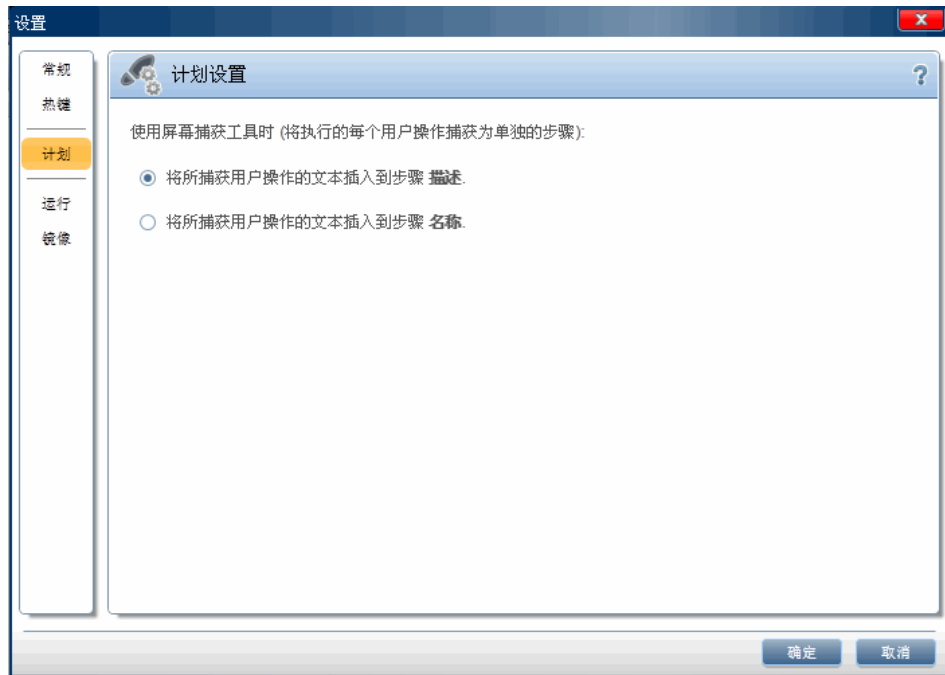 设置
常规
热键
计划
运行
镜像
计划设置
?
使用屏幕捕获工具时 (将执行的每个用户操作捕获为单独的步骤):
将所捕获用户操作的文本插入到步骤 描述.
将所捕获用户操作的文本插入到步骤 名称.
确定
取消